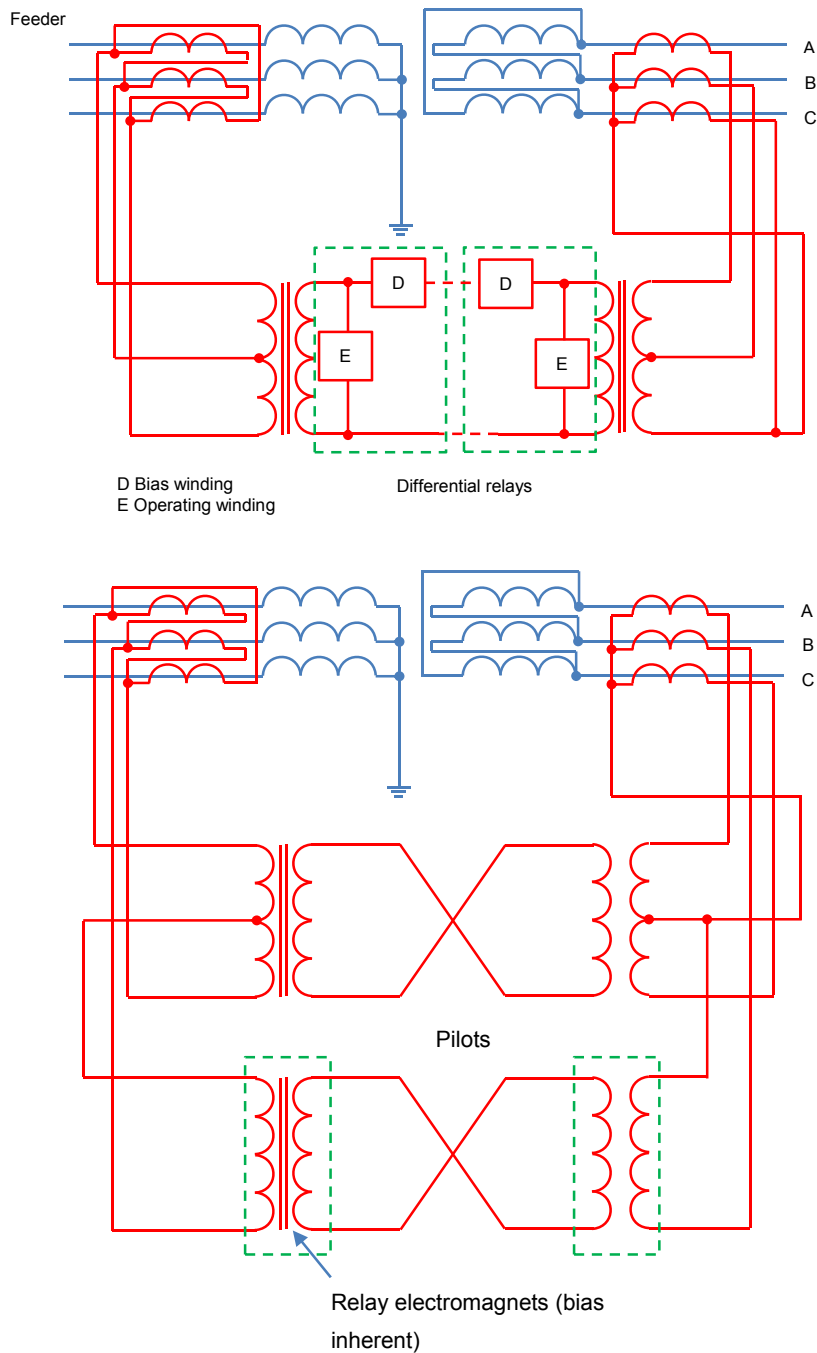 Feeder
A
B
C
D
D
E
E
D Bias winding
E Operating winding
Differential relays
A
B
C
Pilots
Relay electromagnets (bias
inherent)